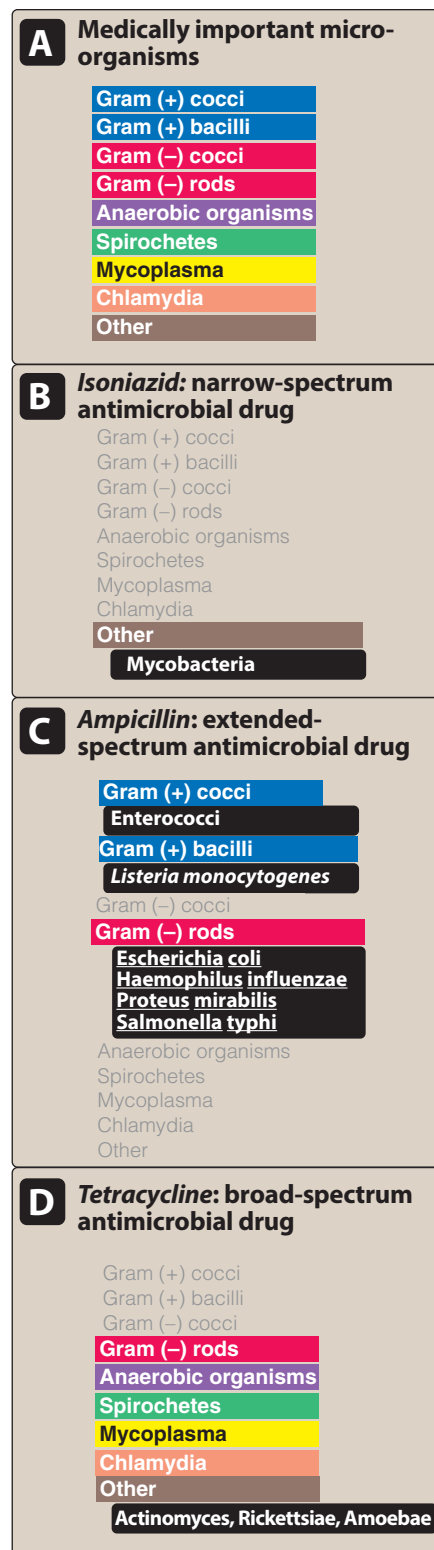 A
Medically important micro-
organisms
Gram (+) cocci
Gram (+) bacilli
Gram (–) cocci
Gram (–) rods
Anaerobic organisms
Spirochetes
Mycoplasma
Chlamydia
Other
B
Isoniazid: narrow-spectrum
antimicrobial drug
Gram (+) cocci
Gram (+) bacilli
Gram (–) cocci
Gram (–) rods
Anaerobic organisms
Spirochetes
Mycoplasma
Chlamydia
Other
Mycobacteria
C
Ampicillin: extended-
spectrum antimicrobial drug
Gram (+) cocci
Enterococci
Gram (+) bacilli
Listeria monocytogenes
Gram (–) cocci
Gram (–) rods
Escherichia coli
Haemophilus influenzae
Proteus mirabilis
Salmonella typhi
Anaerobic organisms
Spirochetes
Mycoplasma
Chlamydia
Other
D
Tetracycline: broad-spectrum
antimicrobial drug
Gram (+) cocci
Gram (+) bacilli
Gram (–) cocci
Gram (–) rods
Anaerobic organisms
Spirochetes
Mycoplasma
Chlamydia
Other
Actinomyces, Rickettsiae, Amoebae